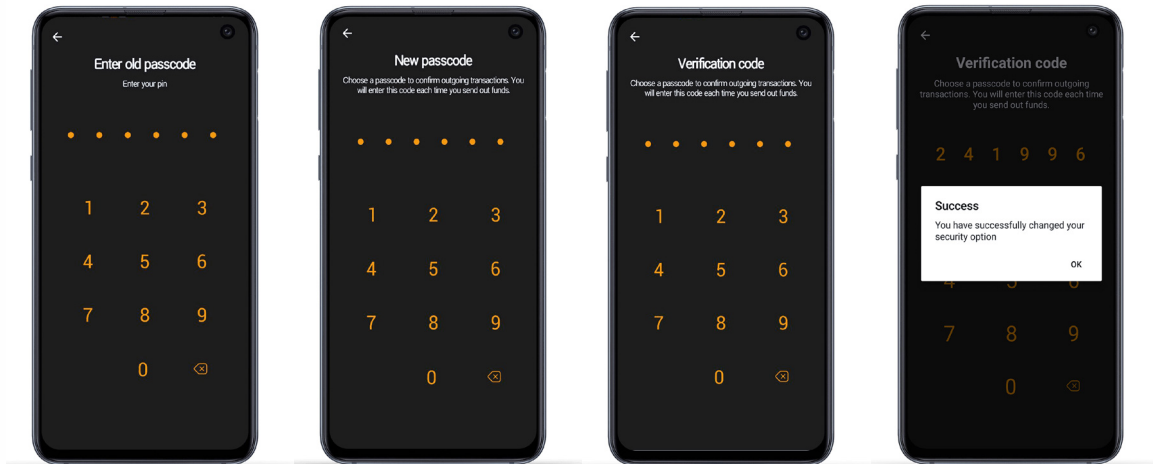 Enter old passcode
Enter your pin
1 2 3
4 5 6
7 8 9
0
New passcode
Choose a passcode to confirm outgoing transactions. You
will enter this code each time you send out funds.
1 2 3
4 5 6
7 8 9
0
Verification code
Choose a passcode to confirm outgoing transactions. You
will enter this code each time you send out funds.
1 2 3
4 5 6
7 8 9
0
Verification code
Choose a passcode to confirm outgoing
transactions. You will enter this code each time
you send out funds.
2 4 1 9 9 6
Success
You have successfully changed your
security option
OK
4 5 6
7 8 9
0